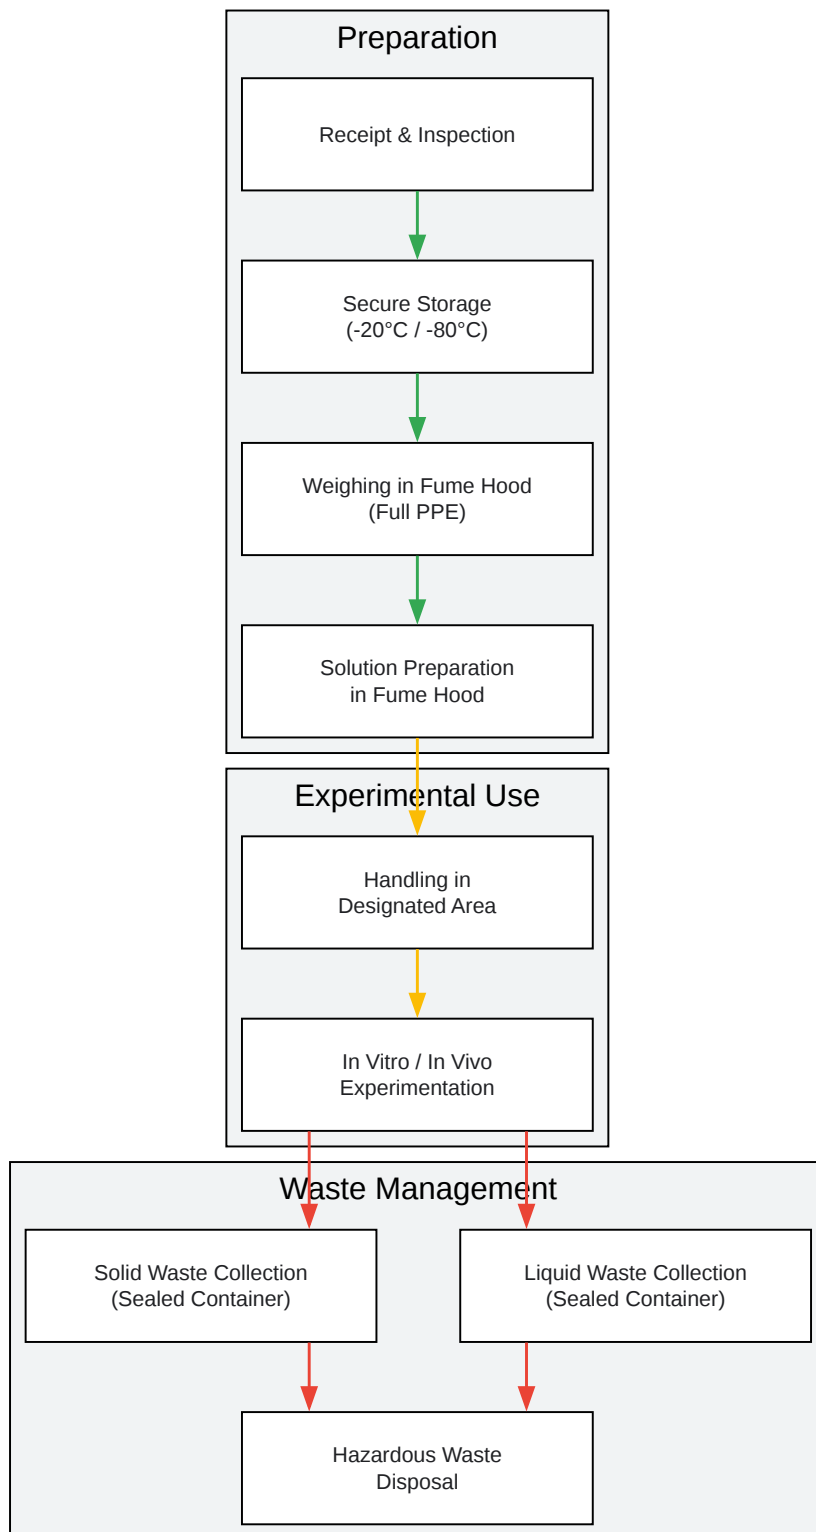 Preparation
Receipt & Inspection
Secure Storage
(-20°C / -80°C)
Weighing in Fume Hood
(Full PPE)
Solution Preparation
in Fume Hood
Experimental Use
Handling in
Designated Area
In Vitro / In Vivo
Experimentation
Waste Management
Solid Waste Collection
(Sealed Container)
Liquid Waste Collection
(Sealed Container)
Hazardous Waste
Disposal